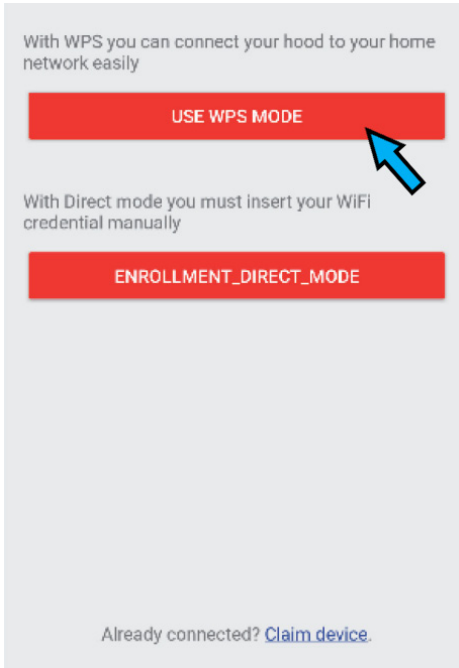 With WPS you can connect your hood to your home
network easily
USE WPS MODE
With Direct mode you must insert your WiFi
credential manually
ENROLLMENT_DIRECT_MODE
Already connected? Claim device.